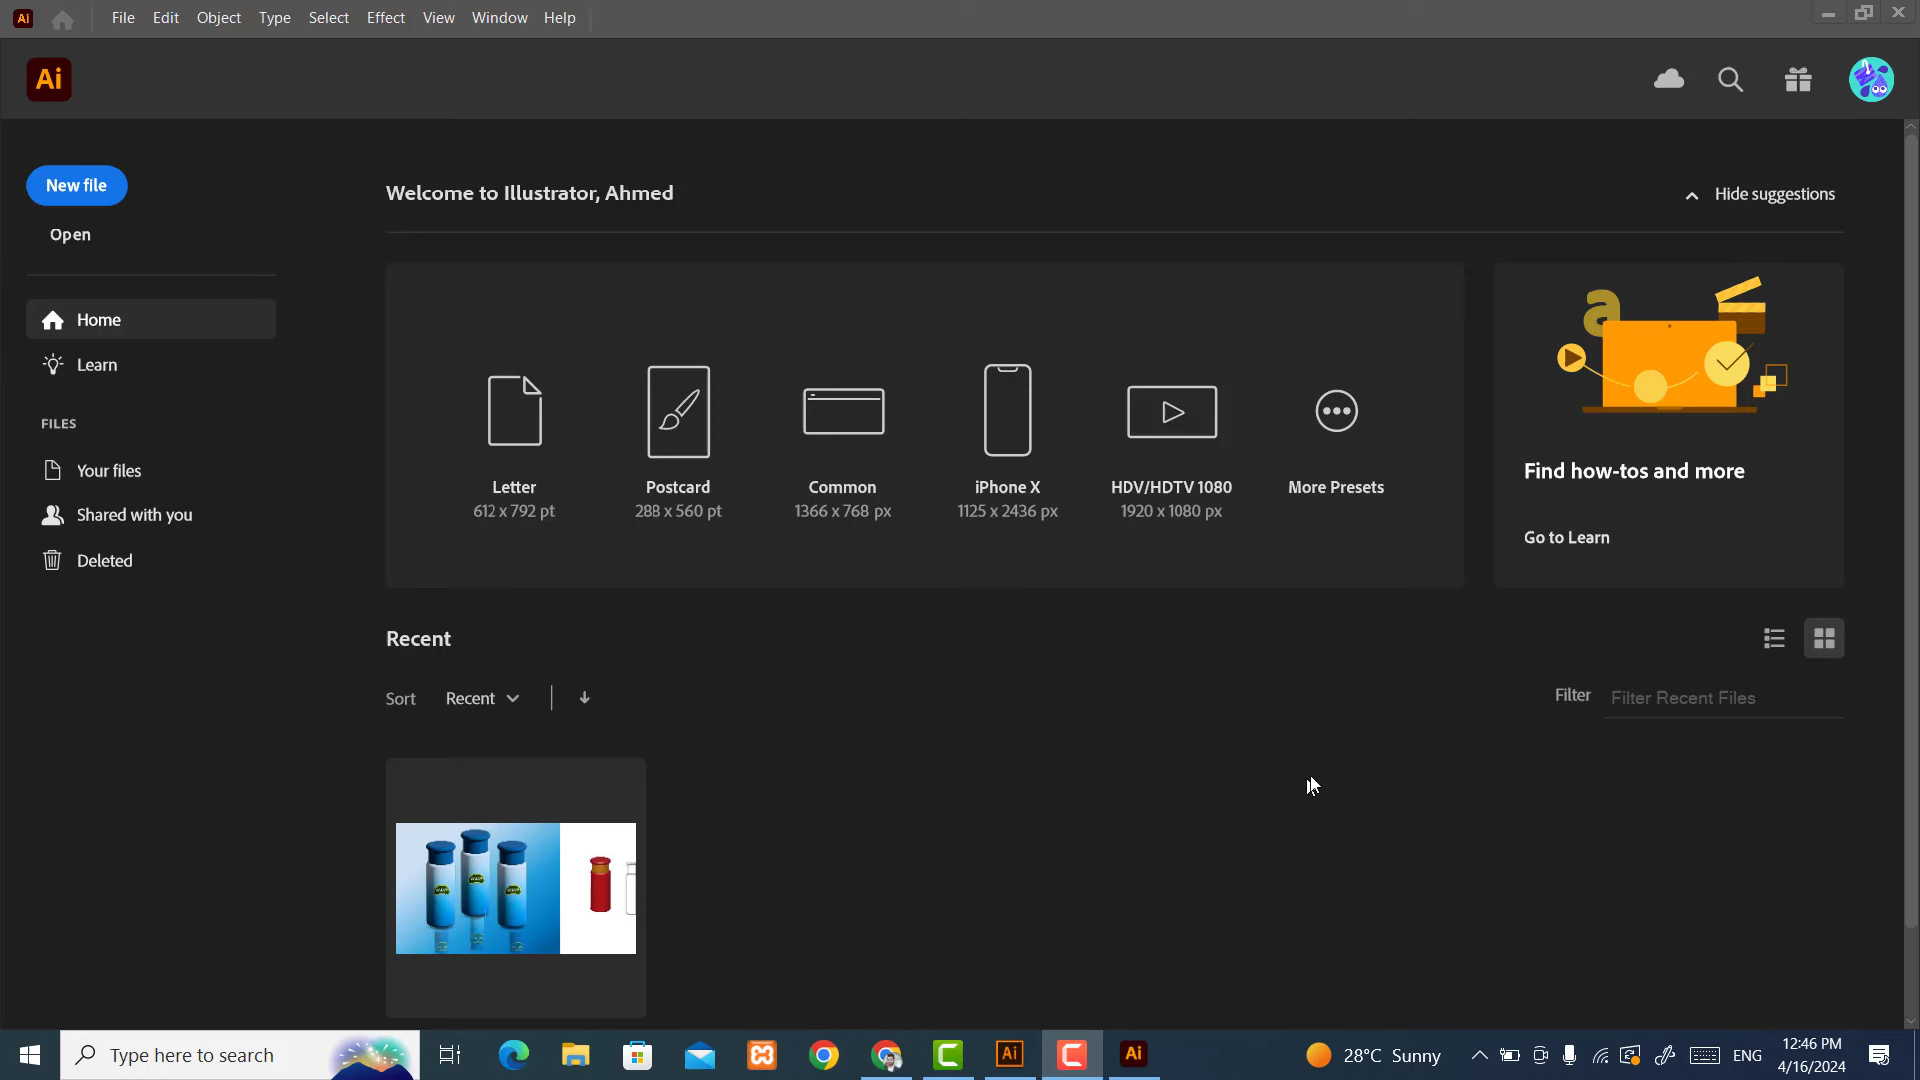 Ai File Edit Object Type Select Effect View Window Help
Ai
New file
Open
Home
Learn
FILES
Your files
Shared with you
Deleted
Welcome to Illustrator, Ahmed
Hide suggestions
Letter
612 x 792 pt
Postcard
288 x 560 pt
Common
1366 x 768 px
iPhone X
1125 x 2436 px
HDV/HDTV 1080
1920 x 1080 px
More Presets
a
Find how-tos and more
Go to Learn
Recent
Sort Recent
Filter Filter Recent Files
Type here to search
Ai
Ai
28°C Sunny
ENG
12:46 PM
4/16/2024